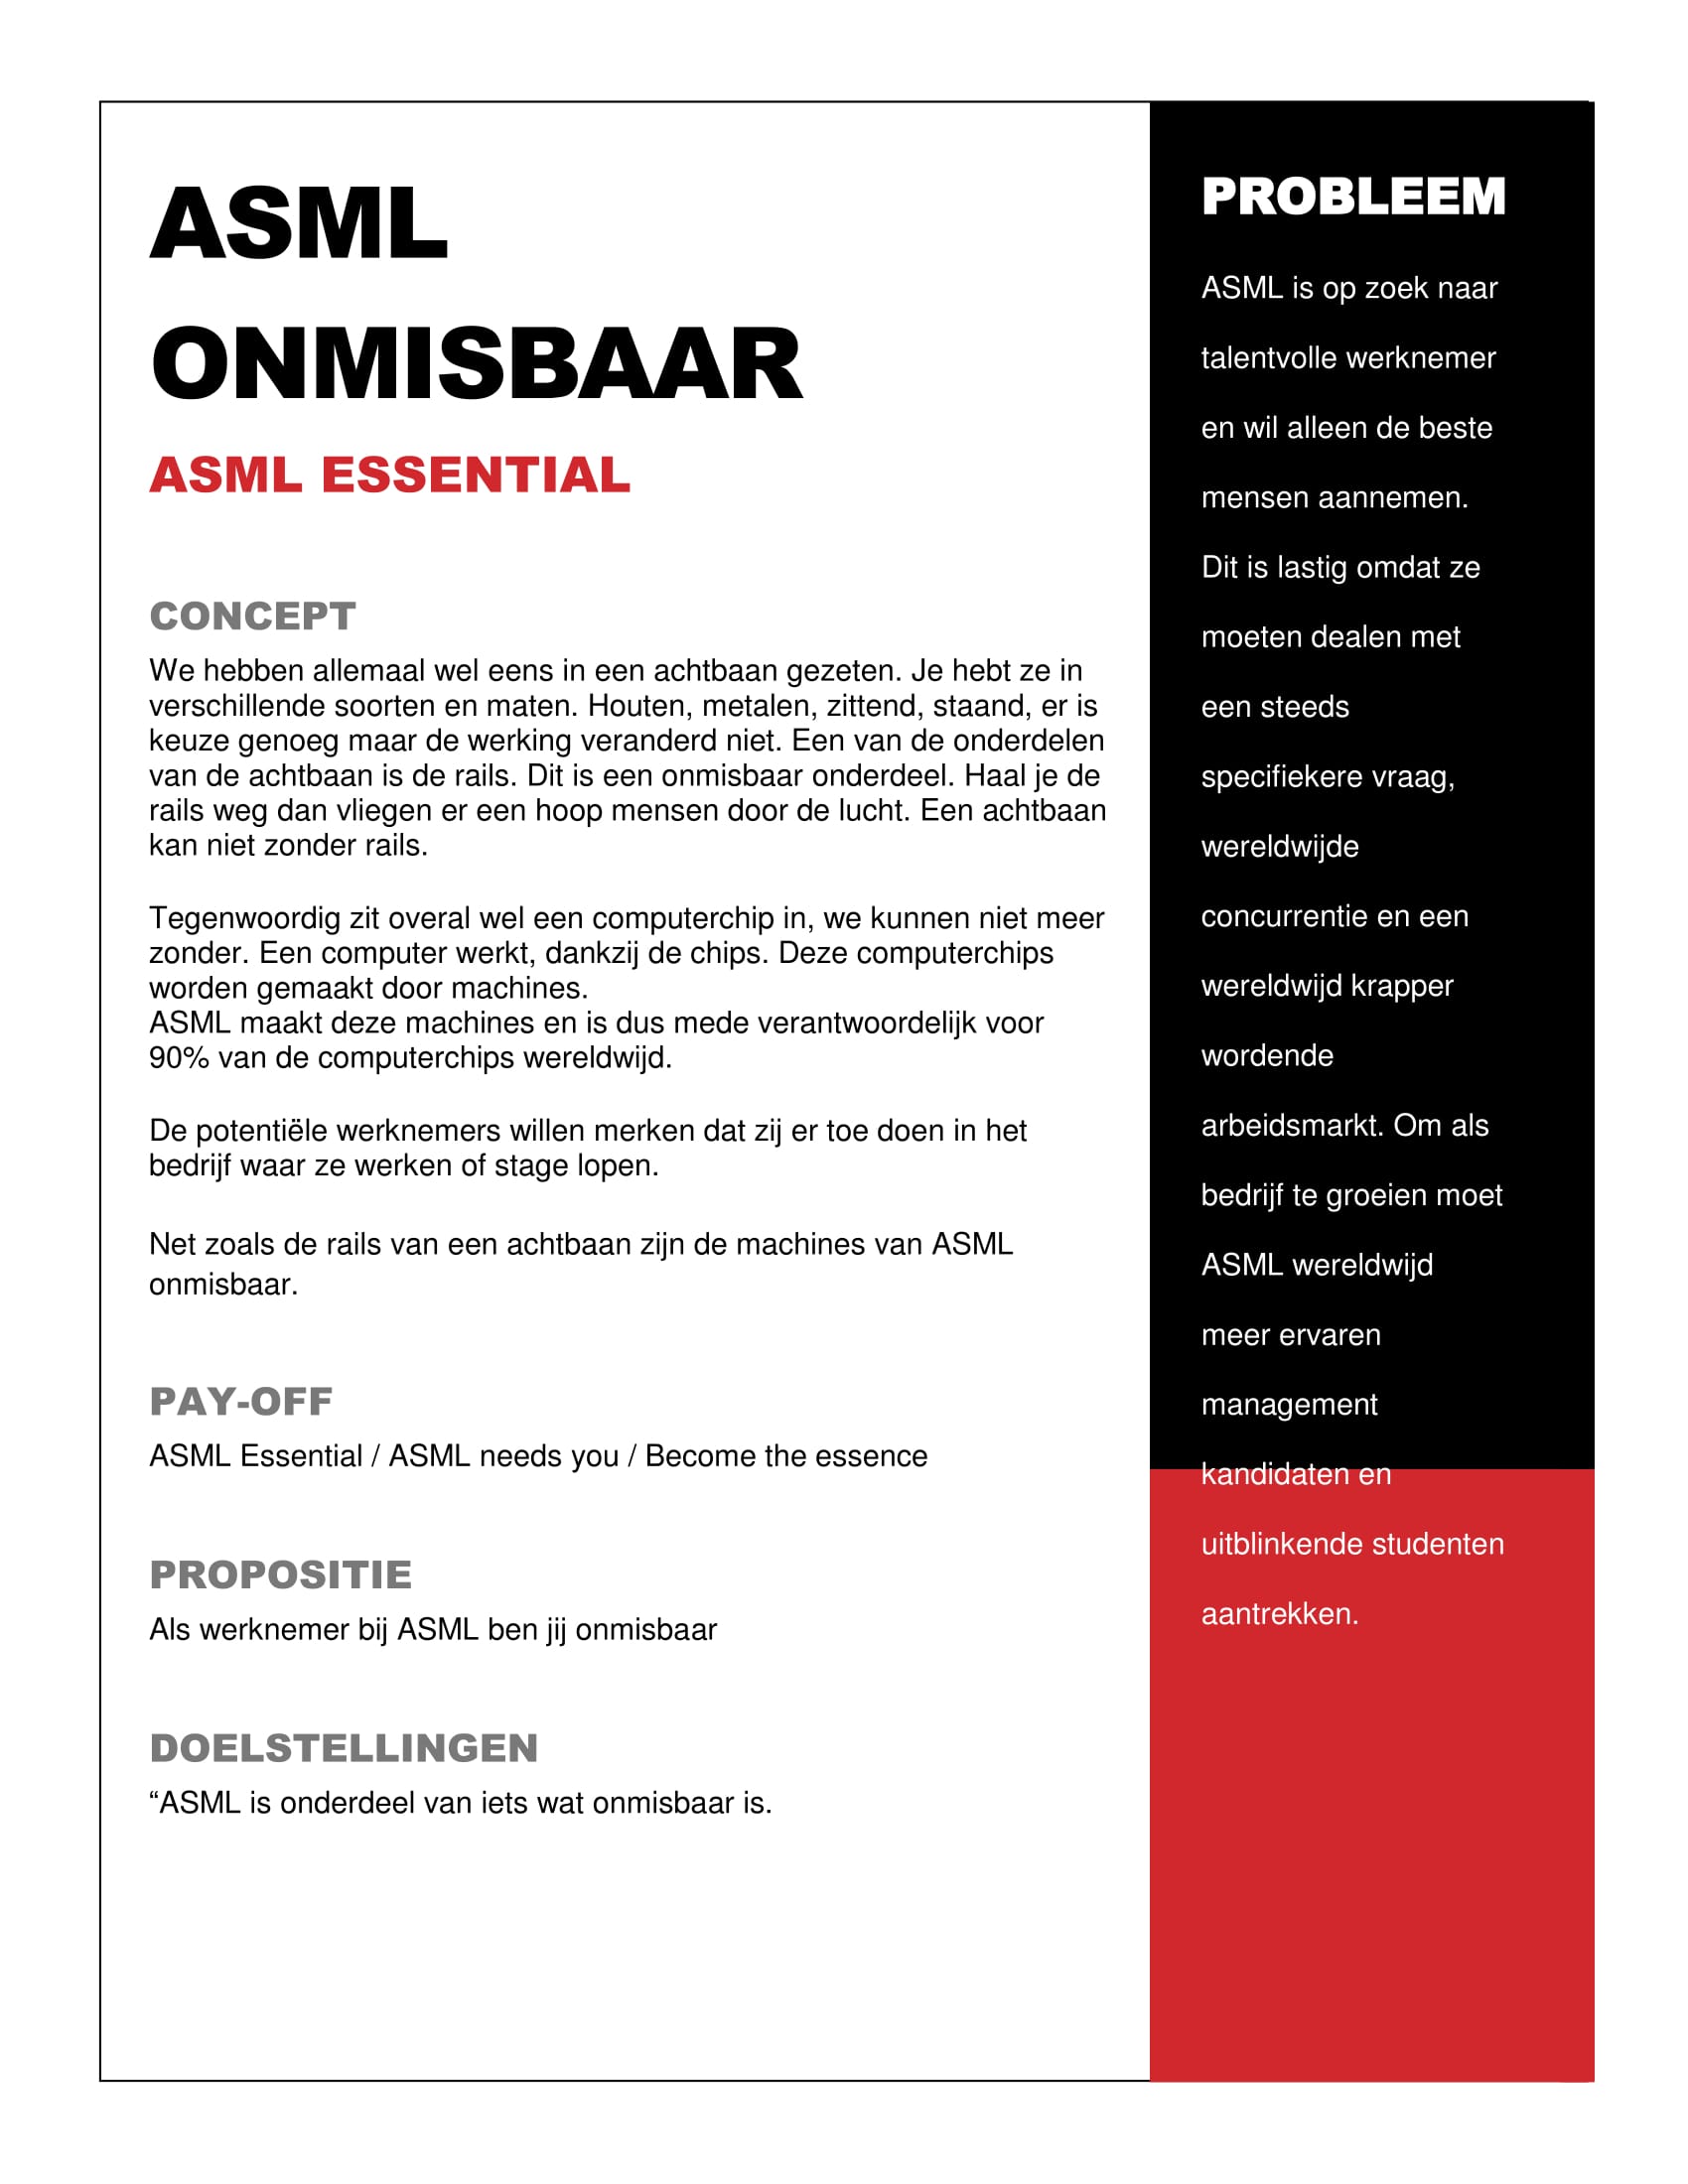 ASML
ONMISBAAR
ASML ESSENTIAL
CONCEPT
We hebben allemaal wel eens in een achtbaan gezeten. Je hebt ze in
verschillende soorten en maten. Houten, metalen, zittend, staand, er is
keuze genoeg maar de werking veranderd niet. Een van de onderdelen
van de achtbaan is de rails. Dit is een onmisbaar onderdeel. Haal je de
rails weg dan vliegen er een hoop mensen door de lucht. Een achtbaan
kan niet zonder rails.
Tegenwoordig zit overal wel een computerchip in, we kunnen niet meer
zonder. Een computer werkt, dankzij de chips. Deze computerchips
worden gemaakt door machines.
ASML maakt deze machines en is dus mede verantwoordelijk voor
90% van de computerchips wereldwijd.
De potentiële werknemers willen merken dat zij er toe doen in het
bedrijf waar ze werken of stage lopen.
Net zoals de rails van een achtbaan zijn de machines van ASML
onmisbaar.
PAY-OFF
ASML Essential / ASML needs you / Become the essence
PROPOSITIE
Als werknemer bij ASML ben jij onmisbaar
DOELSTELLINGEN
“ASML is onderdeel van iets wat onmisbaar is.
PROBLEEM
ASML is op zoek naar
talentvolle werknemer
en wil alleen de beste
mensen aannemen.
Dit is lastig omdat ze
moeten dealen met
een steeds
specifiekere vraag,
wereldwijde
concurrentie en een
wereldwijd krapper
wordende
arbeidsmarkt. Om als
bedrijf te groeien moet
ASML wereldwijd
meer ervaren
management
kandidaten en
uitblinkende studenten
aantrekken.